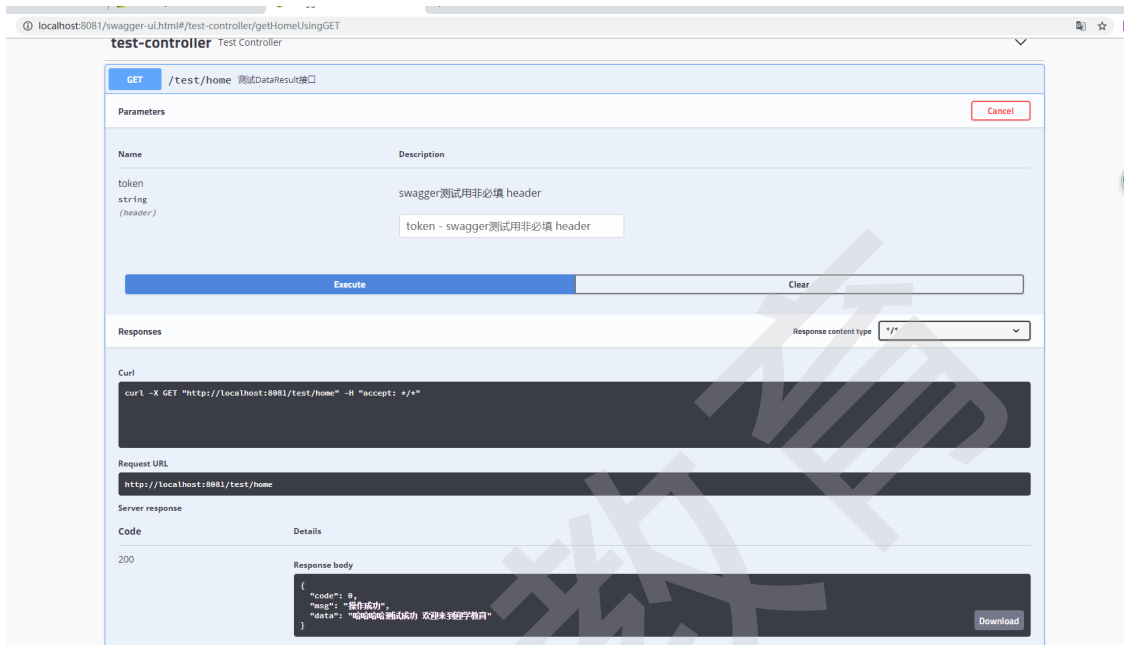 localhost:8081/swagger-ui.html#/test-controller/getHomeUsingGET
test-controller Test Controller
GET /test/home 测试DataResult接口
Parameters Cancel
Name Description
token
string
(header)
swagger测试用非必填 header
token - swagger测试用非必填 header
Execute Clear
Responses Response content type */*
Curl
curl -X GET "http://localhost:8081/test/home" -H "accept: */*"
Request URL
http://localhost:8081/test/home
Server response
Code Details
200
Response body
{
"code": 0,
"msg": "操作成功",
"data": "哈哈哈哈测试成功 欢迎来到迎学教育"
}
Download
教育